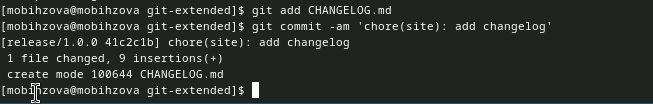 [mobihzova@mobihzova git-extended]$ git add CHANGELOG.md
[mobihzova@mobihzova git-extended]$ git commit -am 'chore(site): add changelog'
[release/1.0.0 41c2c1b] chore(site): add changelog
 1 file changed, 9 insertions(+)
 create mode 100644 CHANGELOG.md
[mobihzova@mobihzova git-extended]$